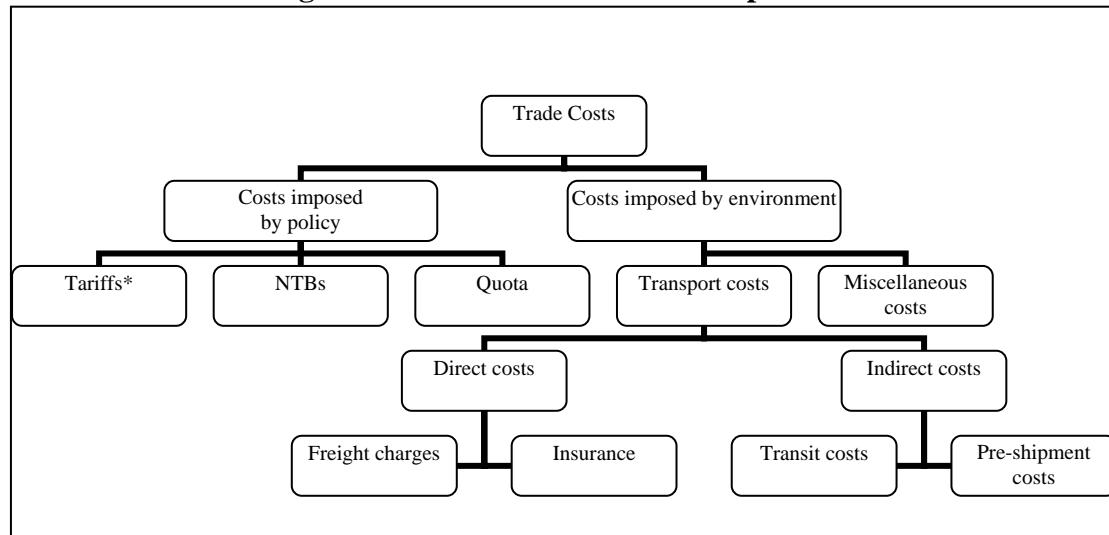 Trade Costs
Costs imposed
by policy
Costs imposed by environment
Tariffs*
NTBs
Quota
Transport costs
Miscellaneous
costs
Direct costs
Indirect costs
Freight charges
Insurance
Transit costs
Pre-shipment
costs